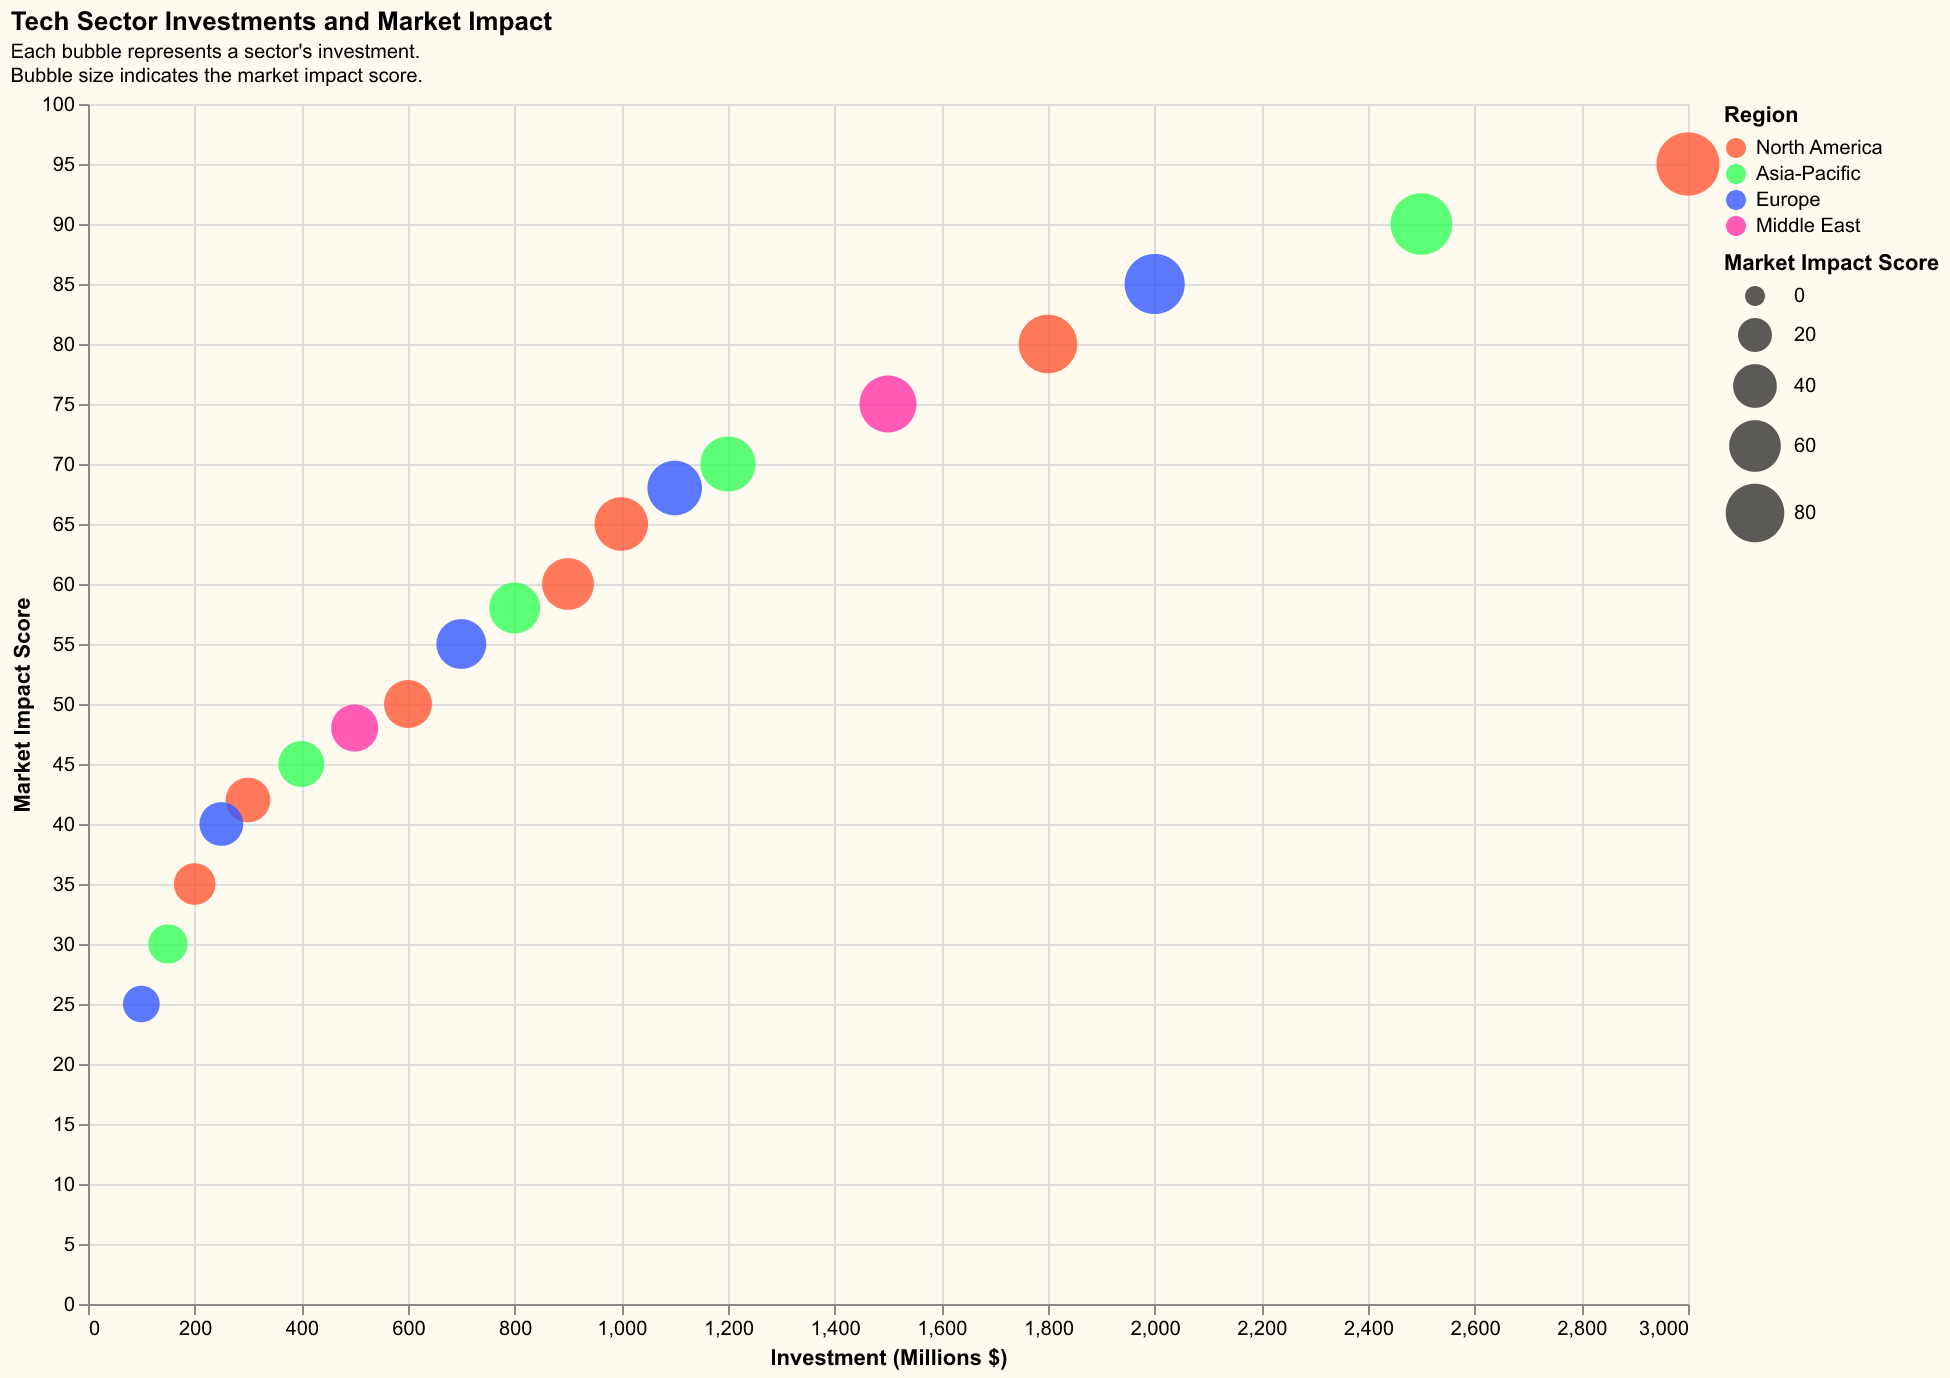 Tech Sector Investments and Market Impact
Each bubble represents a sector's investment.
Bubble size indicates the market impact score.
Market Impact Score
100
95
90
85
80
75
70
65
60
55
50
45
40
35
30
25
20
15
10
5
0
0 200 400 600 800 1,000 1,200 1,400 1,600 1,800 2,000 2,200 2,400 2,600 2,800 3,000
Investment (Millions $)
Region
North America
Asia-Pacific
Europe
Middle East
Market Impact Score
0
20
40
60
80